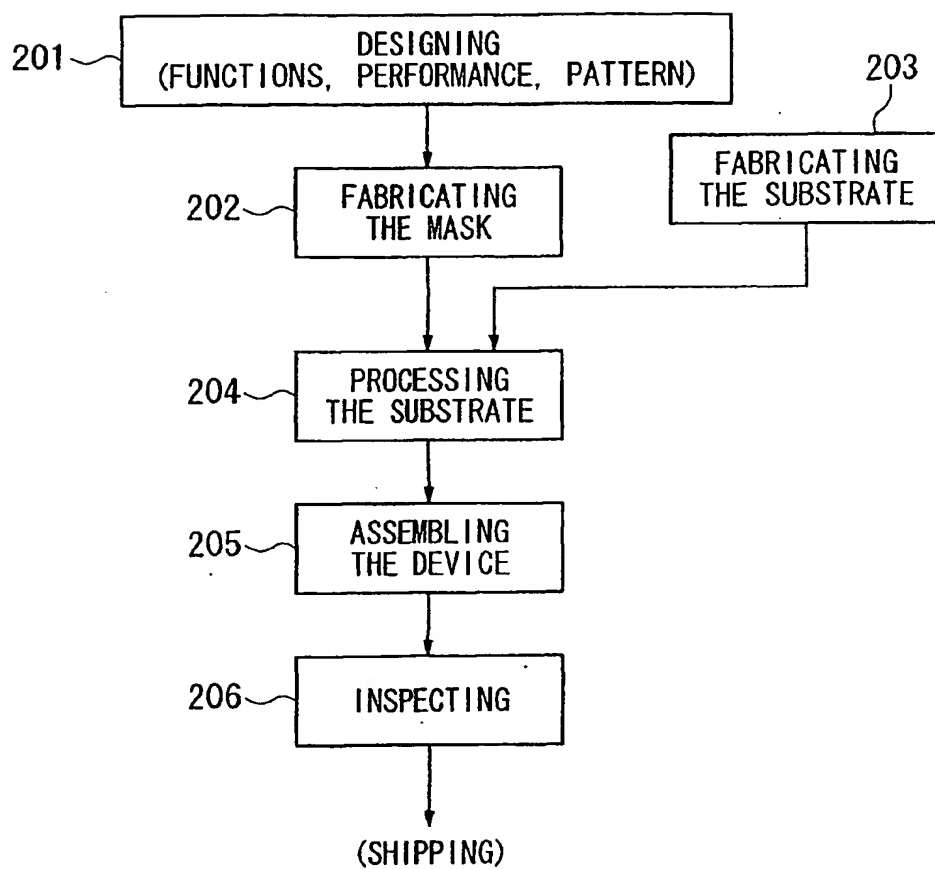 201
DESIGNING
(FUNCTIONS, PERFORMANCE, PATTERN)
203
FABRICATING
THE SUBSTRATE
202
FABRICATING
THE MASK
204
PROCESSING
THE SUBSTRATE
205
ASSEMBLING
THE DEVICE
206
INSPECTING
(SHIPPING)